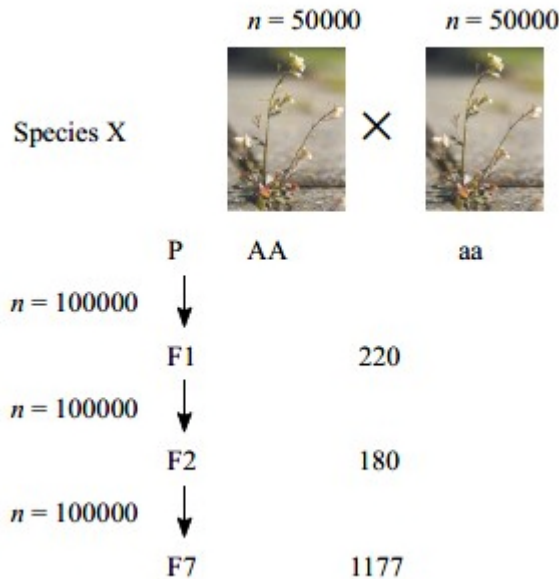 n = 50000 n = 50000
Species X ×
P AA aa
n = 100000
F1 220
n = 100000
F2 180
n = 100000
F7 1177